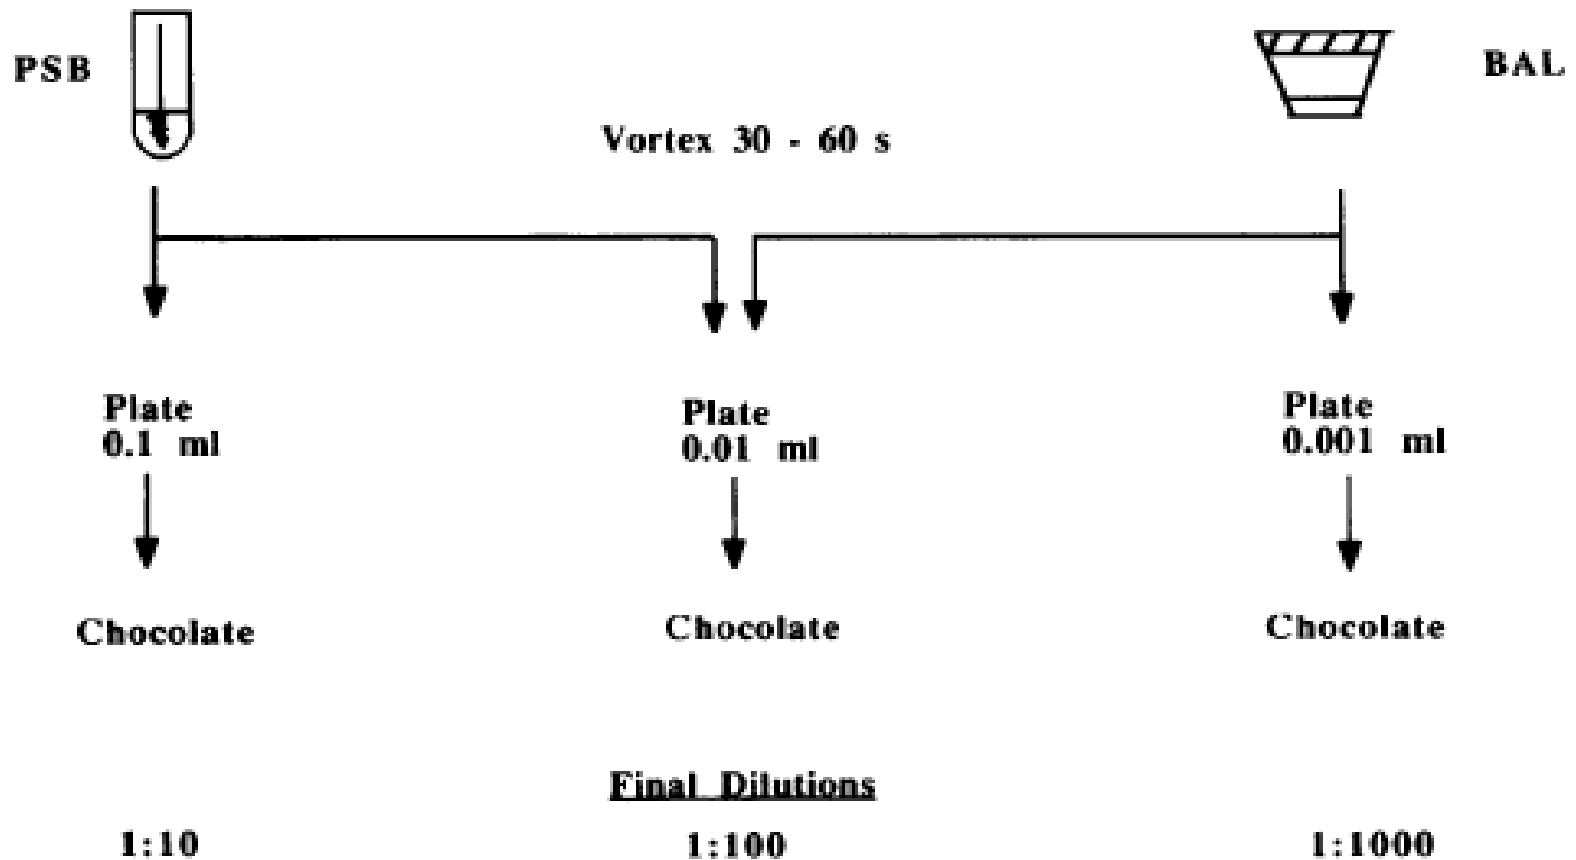 PSB
BAL
Vortex 30 - 60 s
Plate
0.1 ml
Plate
0.01 ml
Plate
0.001 ml
Chocolate
Chocolate
Chocolate
Final Dilutions
1:10
1:100
1:1000